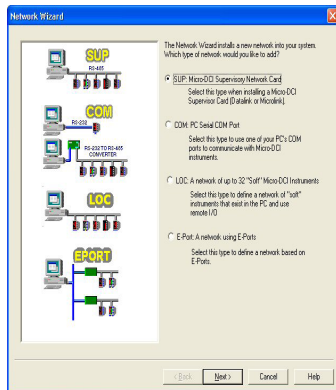 Network Wizard
SUP
RS-485
COM
RS-232
RS-232 TO RS-485
CONVERTER
LOC
EPORT
The Network Wizard installs a new network into your system.
Which type of network would you like to add?
SUP: Micro-DCI Supervisory Network Card
Select this type when installing a Micro-DCI
Supervisor Card (Datalink or Microlink).
COM: PC Serial COM Port
Select this type to use one of your PC's COM
ports to communicate with Micro-DCI
instruments.
LOC: A network of up to 32 "Soft" Micro-DCI Instruments
Select this type to define a network of "soft"
instruments that exist in the PC and use
remote I/O
E-Port: A network using E-Ports
Select this type to define a network based on
E-Ports.
< Back
Next >
Cancel
Help